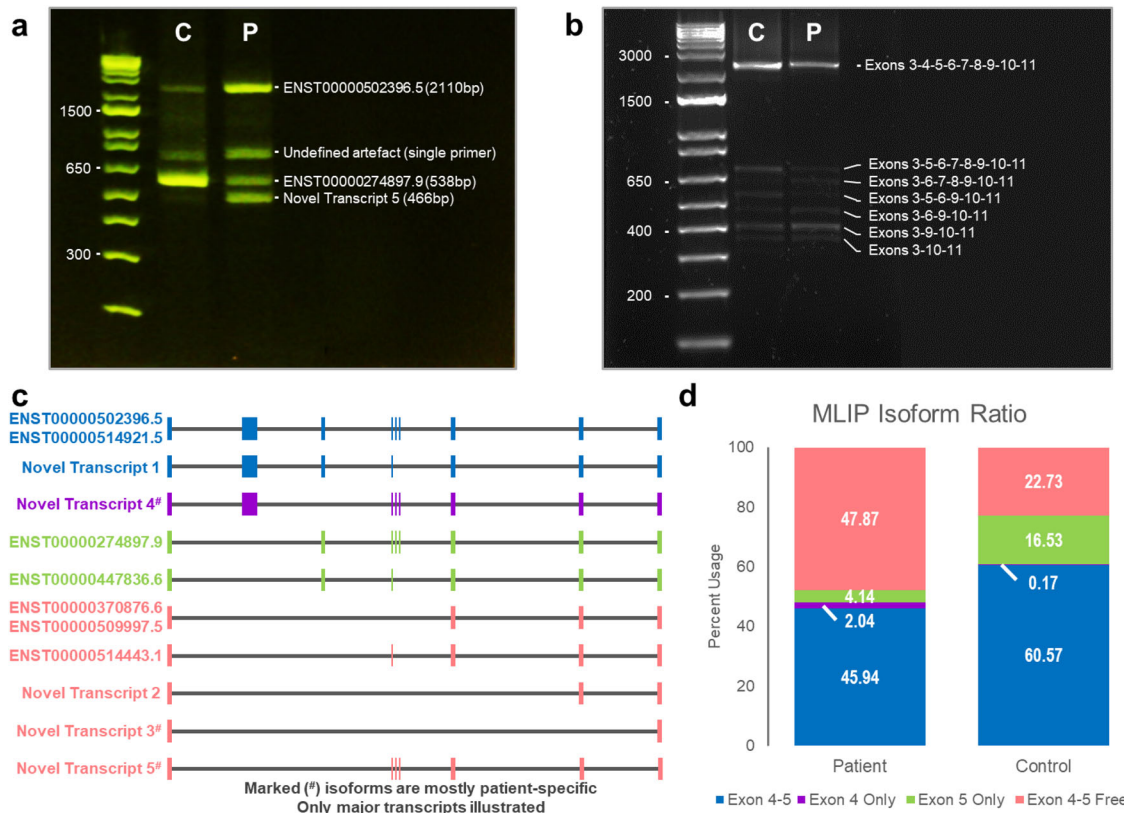 a
C P
1500
650
300
ENST00000502396.5 (2110bp)
Undefined artefact (single primer)
ENST00000274897.9 (538bp)
Novel Transcript 5 (466bp)
b
C P
3000
1500
650
400
200
Exons 3-4-5-6-7-8-9-10-11
Exons 3-5-6-7-8-9-10-11
Exons 3-6-7-8-9-10-11
Exons 3-5-6-9-10-11
Exons 3-6-9-10-11
Exons 3-9-10-11
Exons 3-10-11
c
ENST00000502396.5
ENST00000514921.5
Novel Transcript 1
Novel Transcript 4#
ENST00000274897.9
ENST00000447836.6
ENST00000370876.6
ENST00000509997.5
ENST00000514443.1
Novel Transcript 2
Novel Transcript 3#
Novel Transcript 5#
Marked (#) isoforms are mostly patient-specific
Only major transcripts illustrated
d
MLIP Isoform Ratio
Percent Usage
100
80
60
40
20
0
47.87
4.14
2.04
45.94
22.73
16.53
0.17
60.57
Patient Control
Exon 4-5 Exon 4 Only Exon 5 Only Exon 4-5 Free